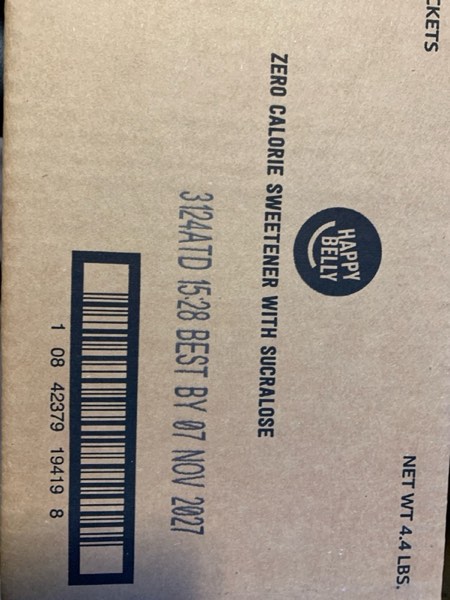 CKETS
NET WT 4.4 LBS.
HAPPY
BELLY
ZERO CALORIE SWEETENER WITH SUCRALOSE
3124ATD 15:28 BEST BY 07 NOV 2027
1 08 42379 19419 8